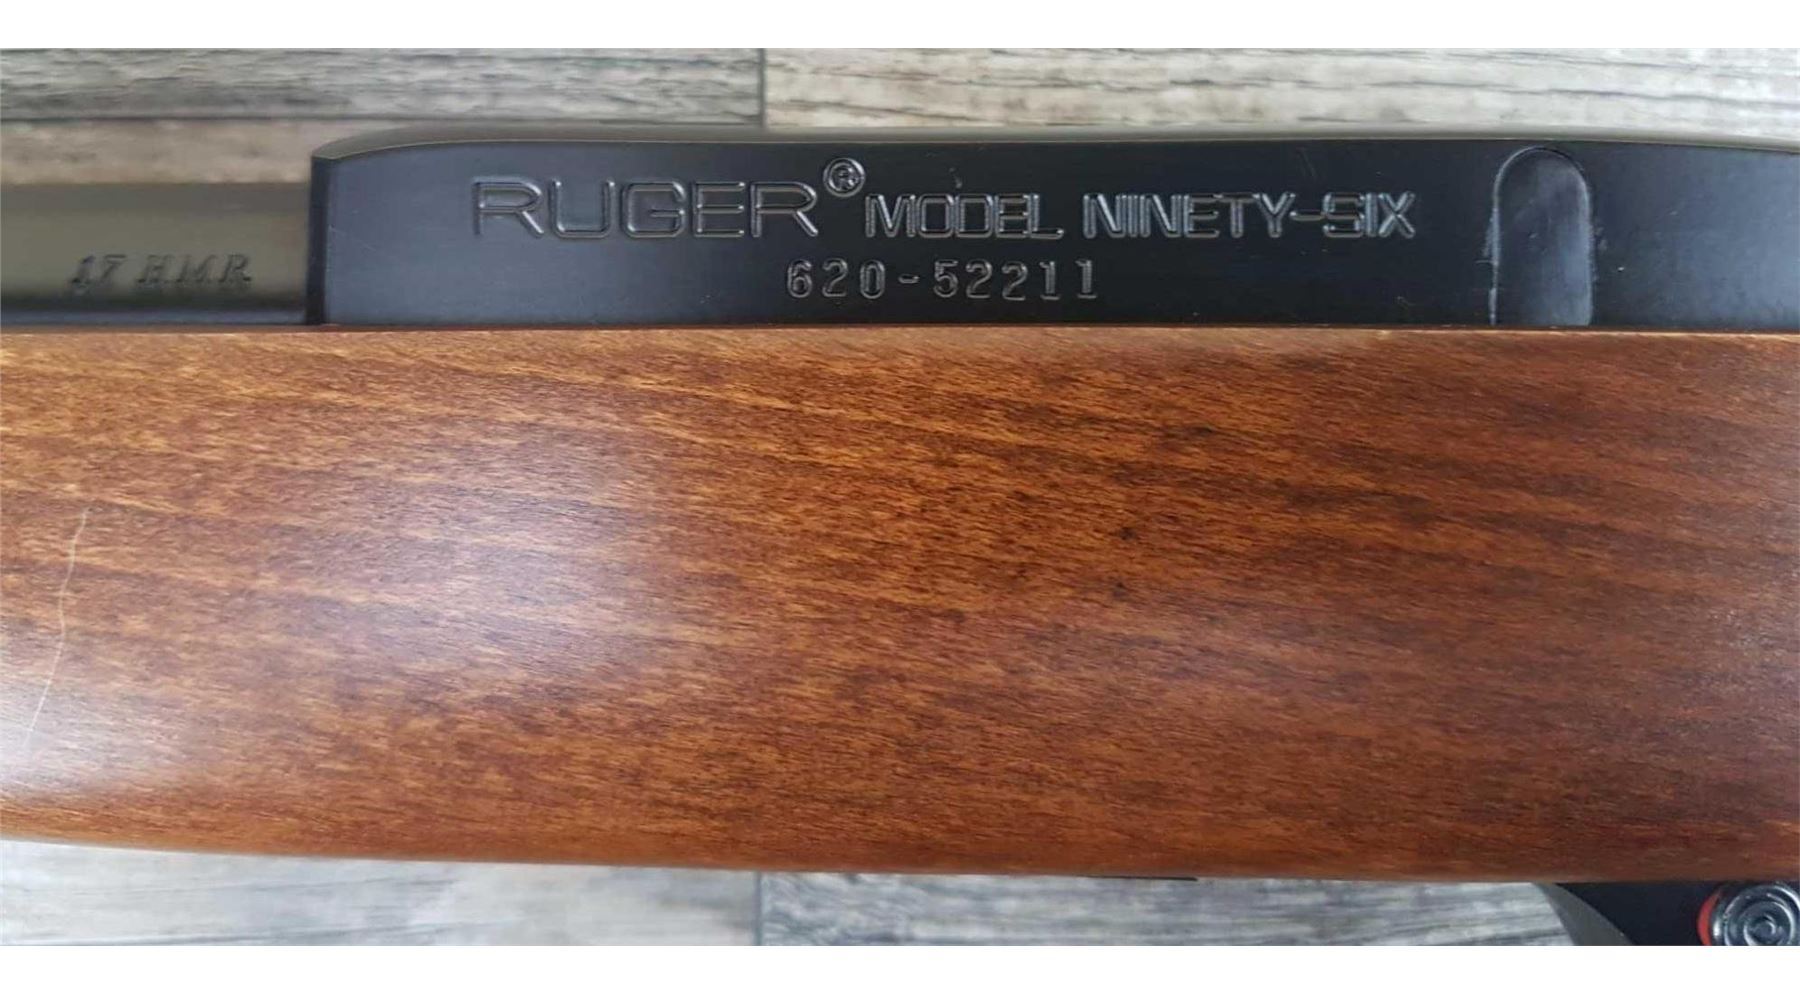 RUGER® MODEL NINETY-SIX
17 H.M.R.
620-52211